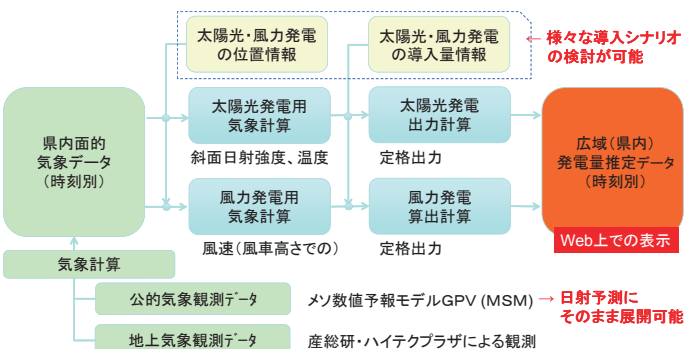 太陽光・風力発電
の位置情報
太陽光・風力発電
の導入量情報
← 様々な導入シナリオ
の検討が可能
県内面的
気象データ
(時刻別)
太陽光発電用
気象計算
斜面日射強度、温度
太陽光発電
出力計算
定格出力
風力発電用
気象計算
風速(風車高さでの)
風力発電
算出計算
定格出力
広域(県内)
発電量推定データ
(時刻別)
Web上での表示
気象計算
公的気象観測ﾃﾞｰﾀ
メソ数値予報モデルGPV (MSM)
→ 日射予測に
そのまま展開可能
地上気象観測ﾃﾞｰﾀ
産総研・ハイテクプラザによる観測